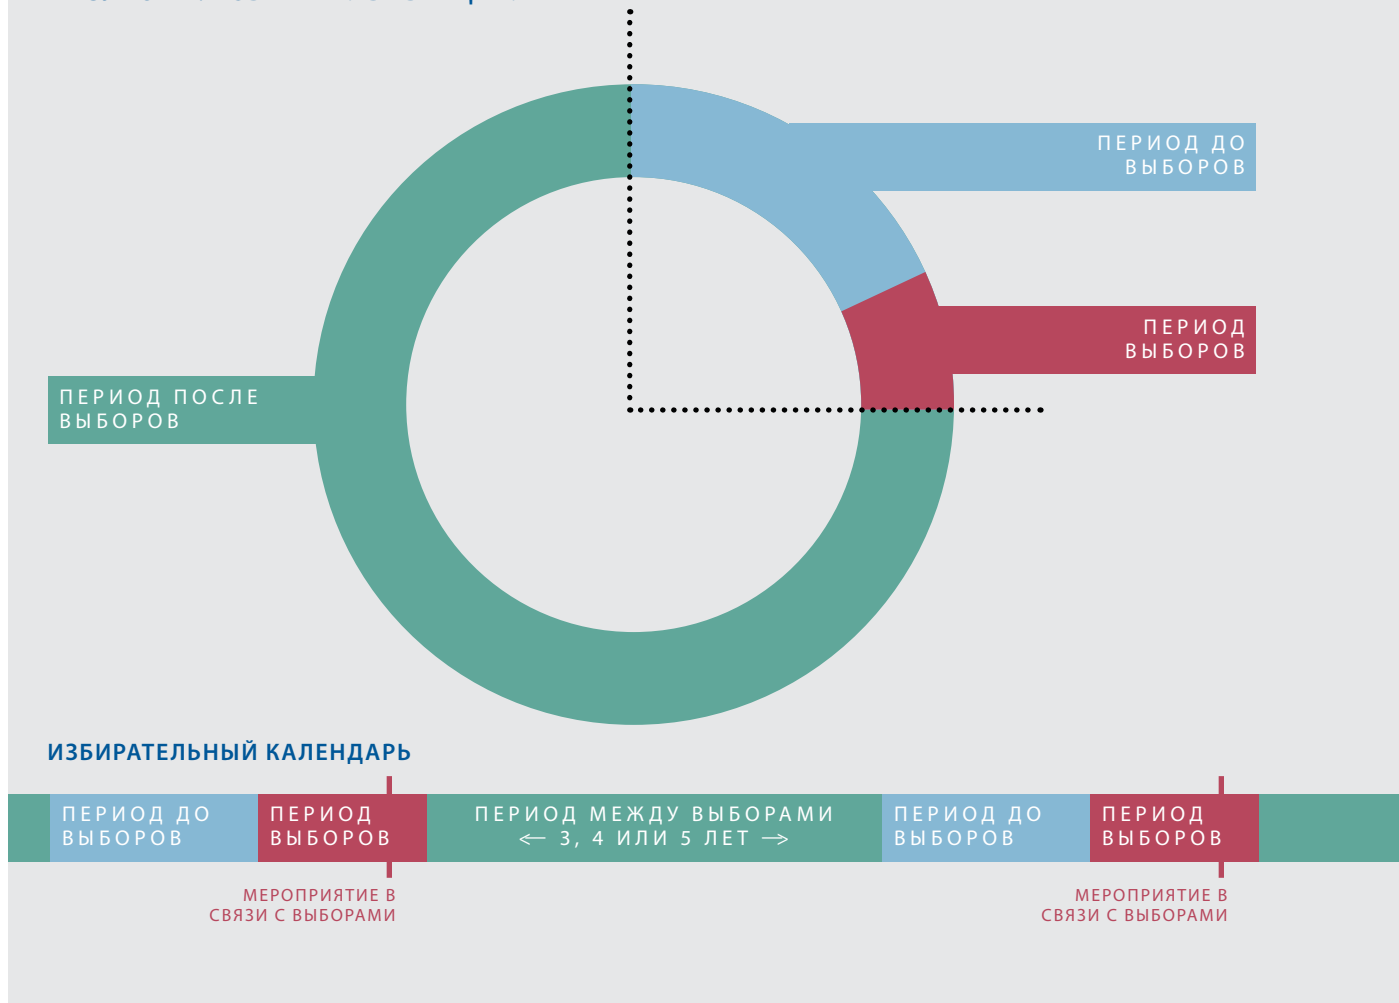 ПЕРИОД ДО
ВЫБОРОВ
ПЕРИОД
ВЫБОРОВ
ПЕРИОД ПОСЛЕ
ВЫБОРОВ
ИЗБИРАТЕЛЬНЫЙ КАЛЕНДАРЬ
ПЕРИОД ДО
ВЫБОРОВ
ПЕРИОД
ВЫБОРОВ
ПЕРИОД МЕЖДУ ВЫБОРАМИ
← 3, 4 ИЛИ 5 ЛЕТ →
ПЕРИОД ДО
ВЫБОРОВ
ПЕРИОД
ВЫБОРОВ
МЕРОПРИЯТИЕ В
СВЯЗИ С ВЫБОРАМИ
МЕРОПРИЯТИЕ В
СВЯЗИ С ВЫБОРАМИ